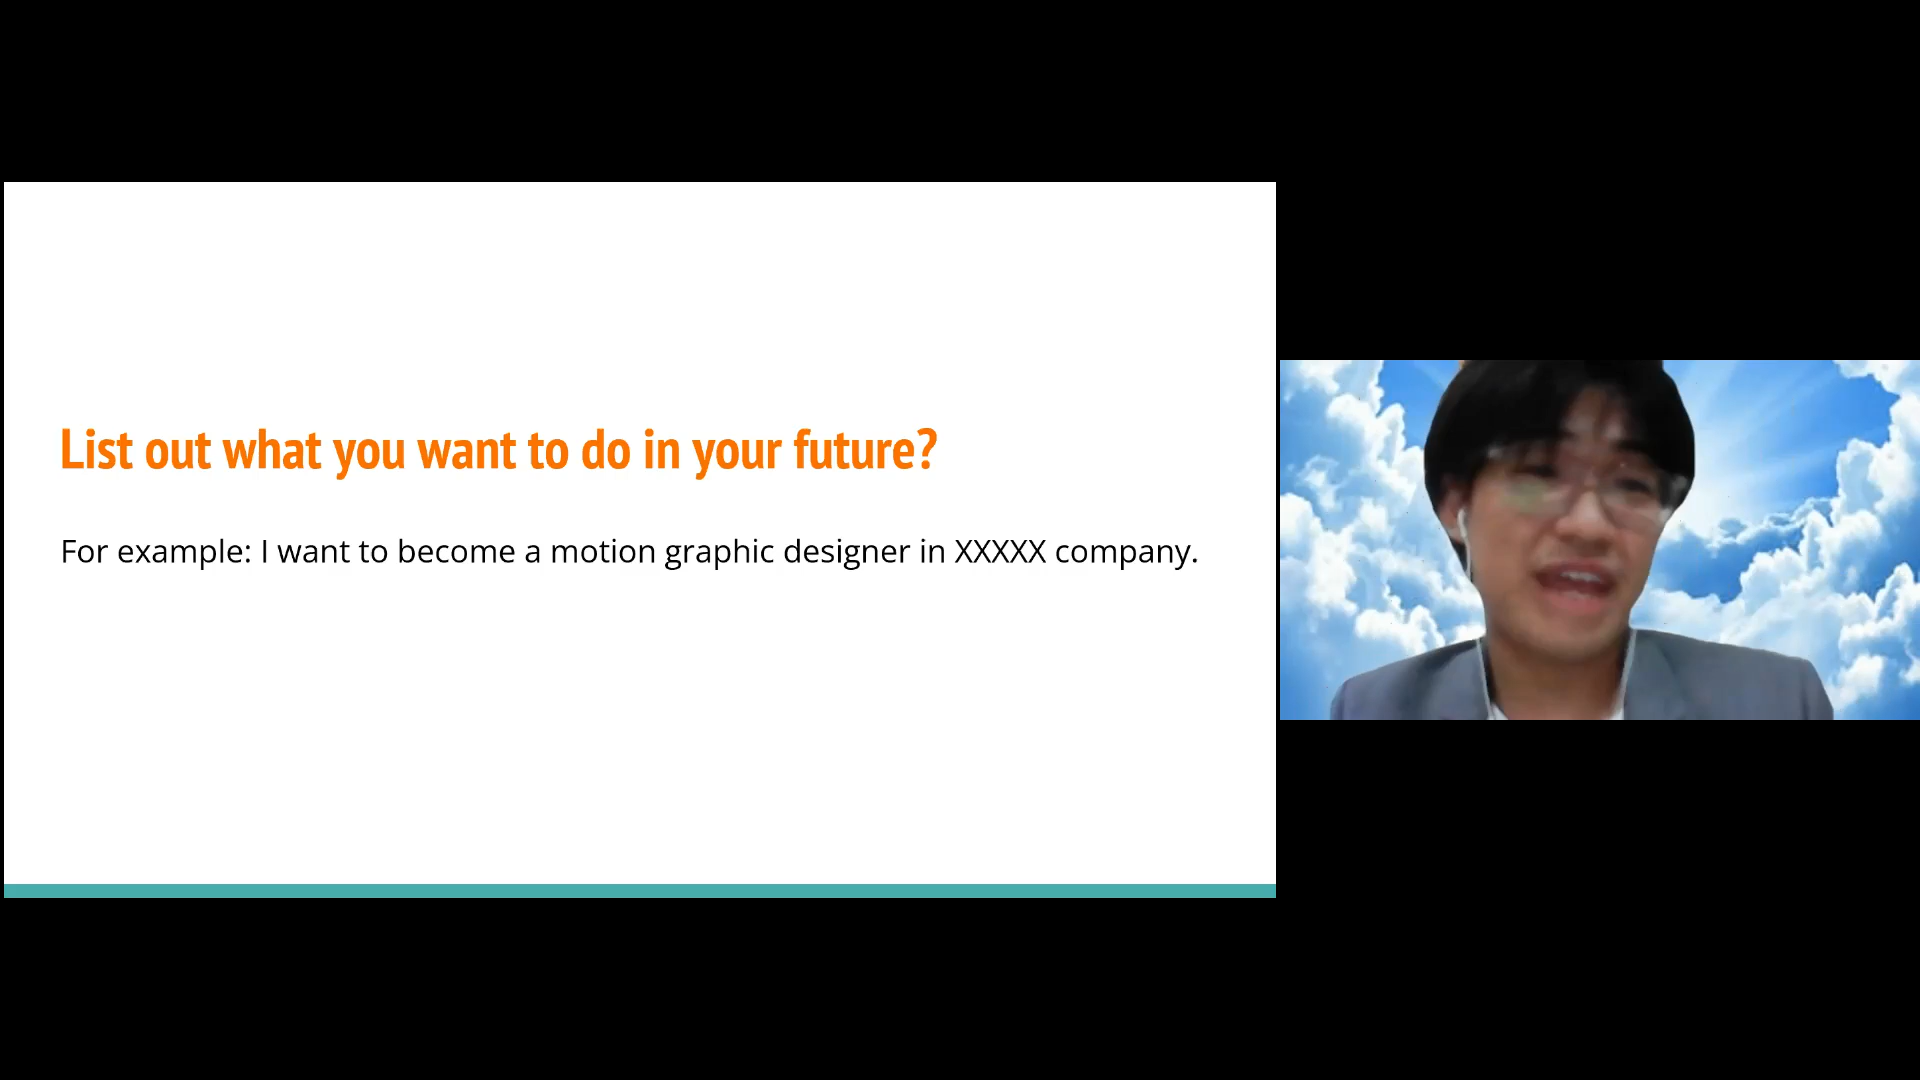 List out what you want to do in your future?
For example: I want to become a motion graphic designer in XXXXX company.